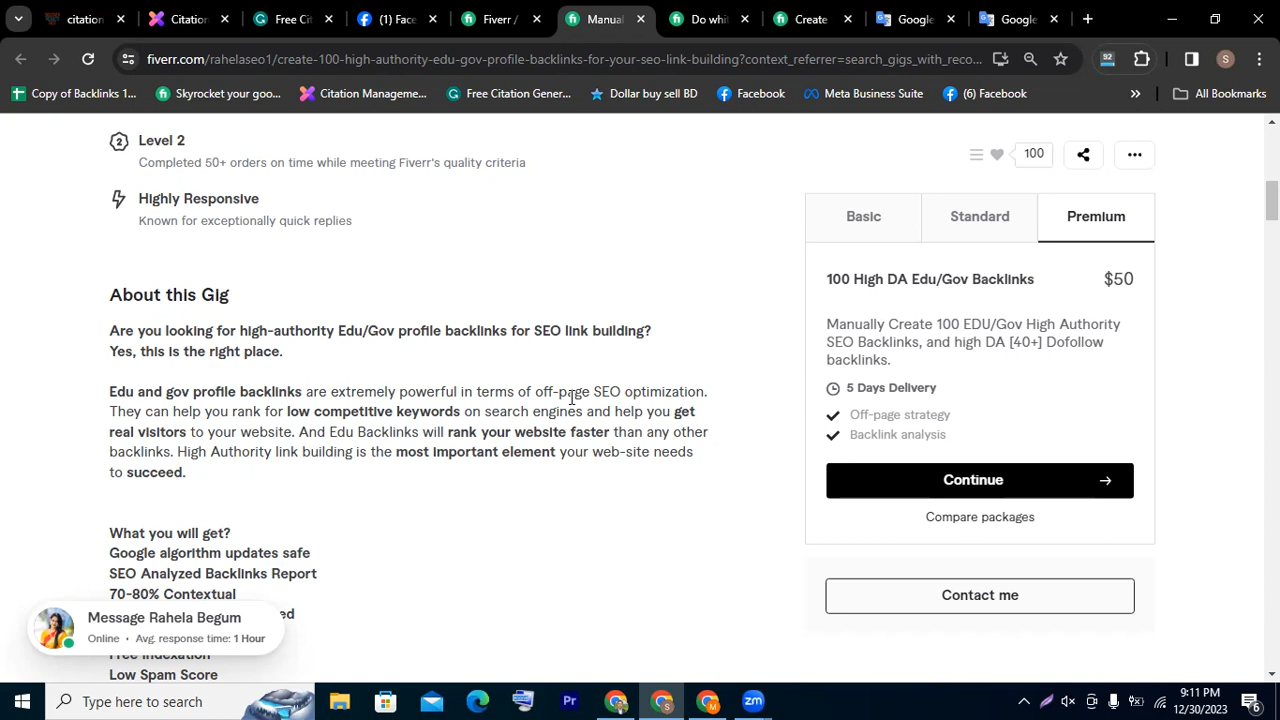 citation
Citation
Free Cit
(1) Face
Fiverr /
Manual
Do whit
Create
Google
Google
fiverr.com/rahelaseo1/create-100-high-authority-edu-gov-profile-backlinks-for-your-seo-link-building?context_referrer=search_gigs_with_reco...
92
S
Copy of Backlinks 1...
Skyrocket your goo...
Citation Manageme...
Free Citation Gener...
Dollar buy sell BD
Facebook
Meta Business Suite
(6) Facebook
All Bookmarks
2
Level 2
Completed 50+ orders on time while meeting Fiverr's quality criteria
Highly Responsive
Known for exceptionally quick replies
100
About this Gig
Are you looking for high-authority Edu/Gov profile backlinks for SEO link building?
Yes, this is the right place.
Edu and gov profile backlinks are extremely powerful in terms of off-page SEO optimization.
They can help you rank for low competitive keywords on search engines and help you get
real visitors to your website. And Edu Backlinks will rank your website faster than any other
backlinks. High Authority link building is the most important element your web-site needs
to succeed.
What you will get?
Google algorithm updates safe
SEO Analyzed Backlinks Report
70-80% Contextual
Free Indexation
Low Spam Score
Message Rahela Begum
Online • Avg. response time: 1 Hour
Basic
Standard
Premium
100 High DA Edu/Gov Backlinks
$50
Manually Create 100 EDU/Gov High Authority
SEO Backlinks, and high DA [40+] Dofollow
backlinks.
5 Days Delivery
Off-page strategy
Backlink analysis
Continue
Compare packages
Contact me
Type here to search
Pr
S
M
zm
9:11 PM
12/30/2023
6